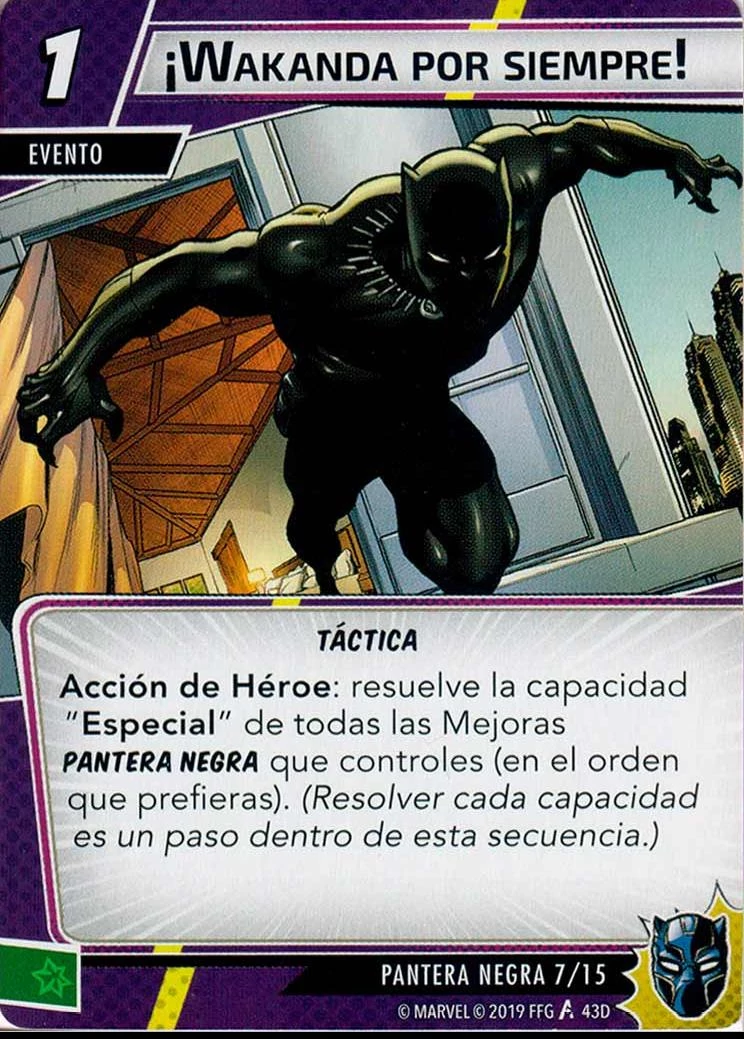 1
¡WAKANDA POR SIEMPRE!
EVENTO
TÁCTICA
Acción de Héroe: resuelve la capacidad
"Especial" de todas las Mejoras
PANTERA NEGRA que controles (en el orden
que prefieras). (Resolver cada capacidad
es un paso dentro de esta secuencia.)
PANTERA NEGRA 7/15
© MARVEL © 2019 FFG 43D